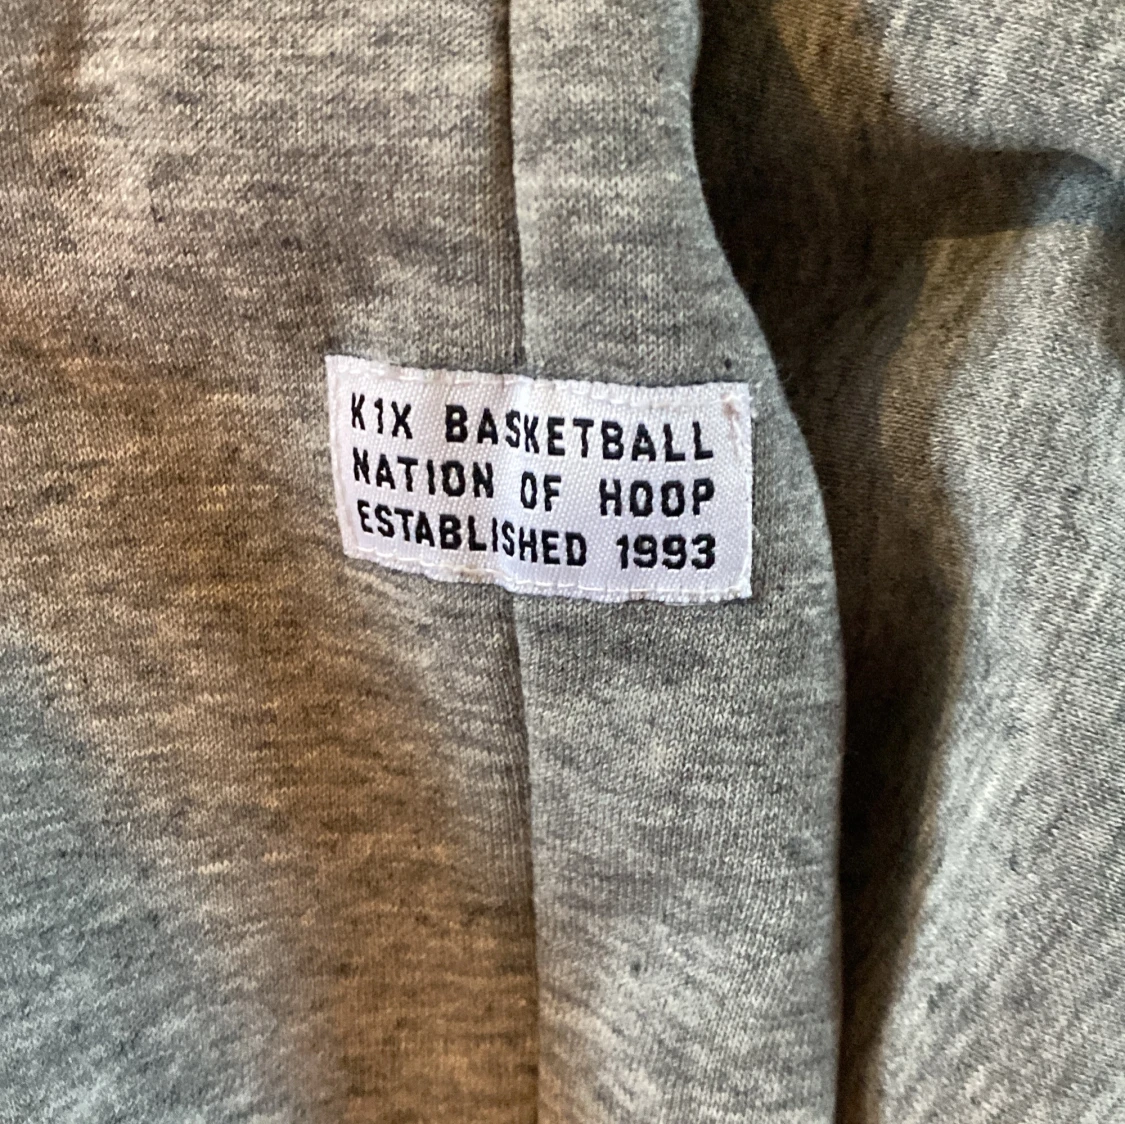 K1X BASKETBALL
NATION OF HOOP
ESTABLISHED 1993